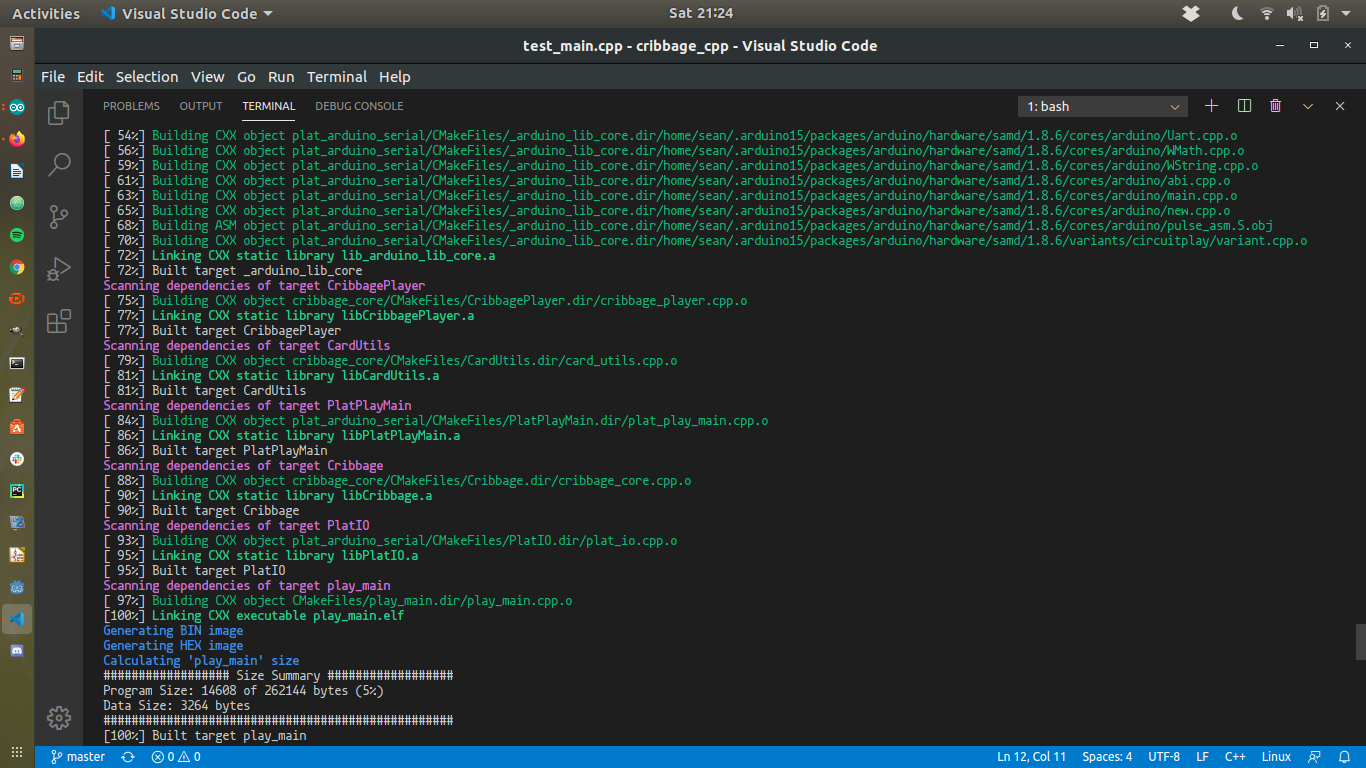 Activities
Visual Studio Code
Sat 21:24
test_main.cpp - cribbage_cpp - Visual Studio Code
File Edit Selection View Go Run Terminal Help
PROBLEMS OUTPUT TERMINAL DEBUG CONSOLE
1: bash
[ 54%] Building CXX object plat_arduino_serial/CMakeFiles/_arduino_lib_core.dir/home/sean/.arduino15/packages/arduino/hardware/samd/1.8.6/cores/arduino/Uart.cpp.o
[ 56%] Building CXX object plat_arduino_serial/CMakeFiles/_arduino_lib_core.dir/home/sean/.arduino15/packages/arduino/hardware/samd/1.8.6/cores/arduino/WMath.cpp.o
[ 59%] Building CXX object plat_arduino_serial/CMakeFiles/_arduino_lib_core.dir/home/sean/.arduino15/packages/arduino/hardware/samd/1.8.6/cores/arduino/WString.cpp.o
[ 61%] Building CXX object plat_arduino_serial/CMakeFiles/_arduino_lib_core.dir/home/sean/.arduino15/packages/arduino/hardware/samd/1.8.6/cores/arduino/abi.cpp.o
[ 63%] Building CXX object plat_arduino_serial/CMakeFiles/_arduino_lib_core.dir/home/sean/.arduino15/packages/arduino/hardware/samd/1.8.6/cores/arduino/main.cpp.o
[ 65%] Building CXX object plat_arduino_serial/CMakeFiles/_arduino_lib_core.dir/home/sean/.arduino15/packages/arduino/hardware/samd/1.8.6/cores/arduino/new.cpp.o
[ 68%] Building ASM object plat_arduino_serial/CMakeFiles/_arduino_lib_core.dir/home/sean/.arduino15/packages/arduino/hardware/samd/1.8.6/cores/arduino/pulse_asm.S.obj
[ 70%] Building CXX object plat_arduino_serial/CMakeFiles/_arduino_lib_core.dir/home/sean/.arduino15/packages/arduino/hardware/samd/1.8.6/variants/circuitplay/variant.cpp.o
[ 72%] Linking CXX static library lib_arduino_lib_core.a
[ 72%] Built target _arduino_lib_core
Scanning dependencies of target CribbagePlayer
[ 75%] Building CXX object cribbage_core/CMakeFiles/CribbagePlayer.dir/cribbage_player.cpp.o
[ 77%] Linking CXX static library libCribbagePlayer.a
[ 77%] Built target CribbagePlayer
Scanning dependencies of target CardUtils
[ 79%] Building CXX object cribbage_core/CMakeFiles/CardUtils.dir/card_utils.cpp.o
[ 81%] Linking CXX static library libCardUtils.a
[ 81%] Built target CardUtils
Scanning dependencies of target PlatPlayMain
[ 84%] Building CXX object plat_arduino_serial/CMakeFiles/PlatPlayMain.dir/plat_play_main.cpp.o
[ 86%] Linking CXX static library libPlatPlayMain.a
[ 86%] Built target PlatPlayMain
Scanning dependencies of target Cribbage
[ 88%] Building CXX object cribbage_core/CMakeFiles/Cribbage.dir/cribbage_core.cpp.o
[ 90%] Linking CXX static library libCribbage.a
[ 90%] Built target Cribbage
Scanning dependencies of target PlatIO
[ 93%] Building CXX object plat_arduino_serial/CMakeFiles/PlatIO.dir/plat_io.cpp.o
[ 95%] Linking CXX static library libPlatIO.a
[ 95%] Built target PlatIO
Scanning dependencies of target play_main
[ 97%] Building CXX object CMakeFiles/play_main.dir/play_main.cpp.o
[100%] Linking CXX executable play_main.elf
Generating BIN image
Generating HEX image
Calculating 'play_main' size
################## Size Summary ##################
Program Size: 14608 of 262144 bytes (5%)
Data Size: 3264 bytes
##################################################
[100%] Built target play_main
master 0 0 Ln 12, Col 11 Spaces: 4 UTF-8 LF C++ Linux